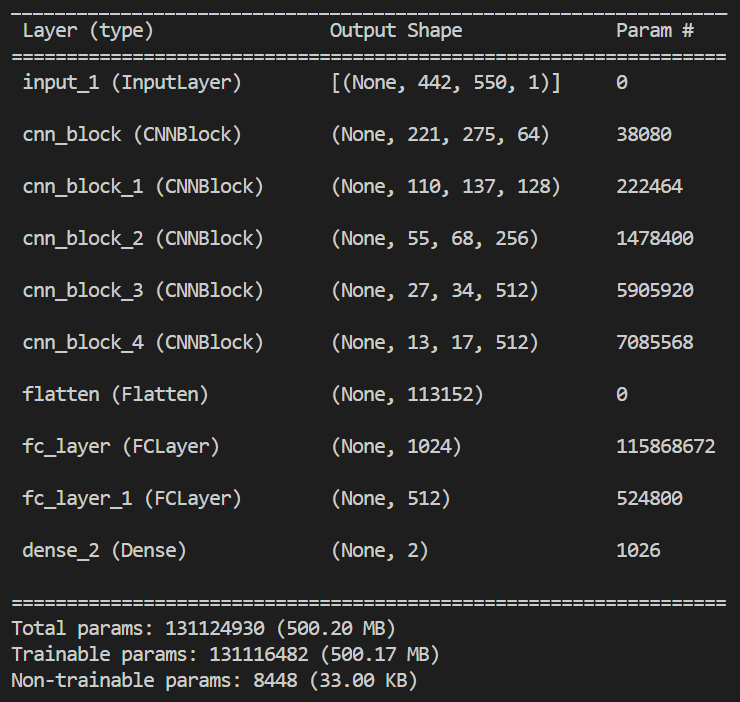 Layer (type) Output Shape Param #
input_1 (InputLayer) [(None, 442, 550, 1)] 0
cnn_block (CNNBlock) (None, 221, 275, 64) 38080
cnn_block_1 (CNNBlock) (None, 110, 137, 128) 222464
cnn_block_2 (CNNBlock) (None, 55, 68, 256) 1478400
cnn_block_3 (CNNBlock) (None, 27, 34, 512) 5905920
cnn_block_4 (CNNBlock) (None, 13, 17, 512) 7085568
flatten (Flatten) (None, 113152) 0
fc_layer (FCLayer) (None, 1024) 115868672
fc_layer_1 (FCLayer) (None, 512) 524800
dense_2 (Dense) (None, 2) 1026
Total params: 131124930 (500.20 MB)
Trainable params: 131116482 (500.17 MB)
Non-trainable params: 8448 (33.00 KB)